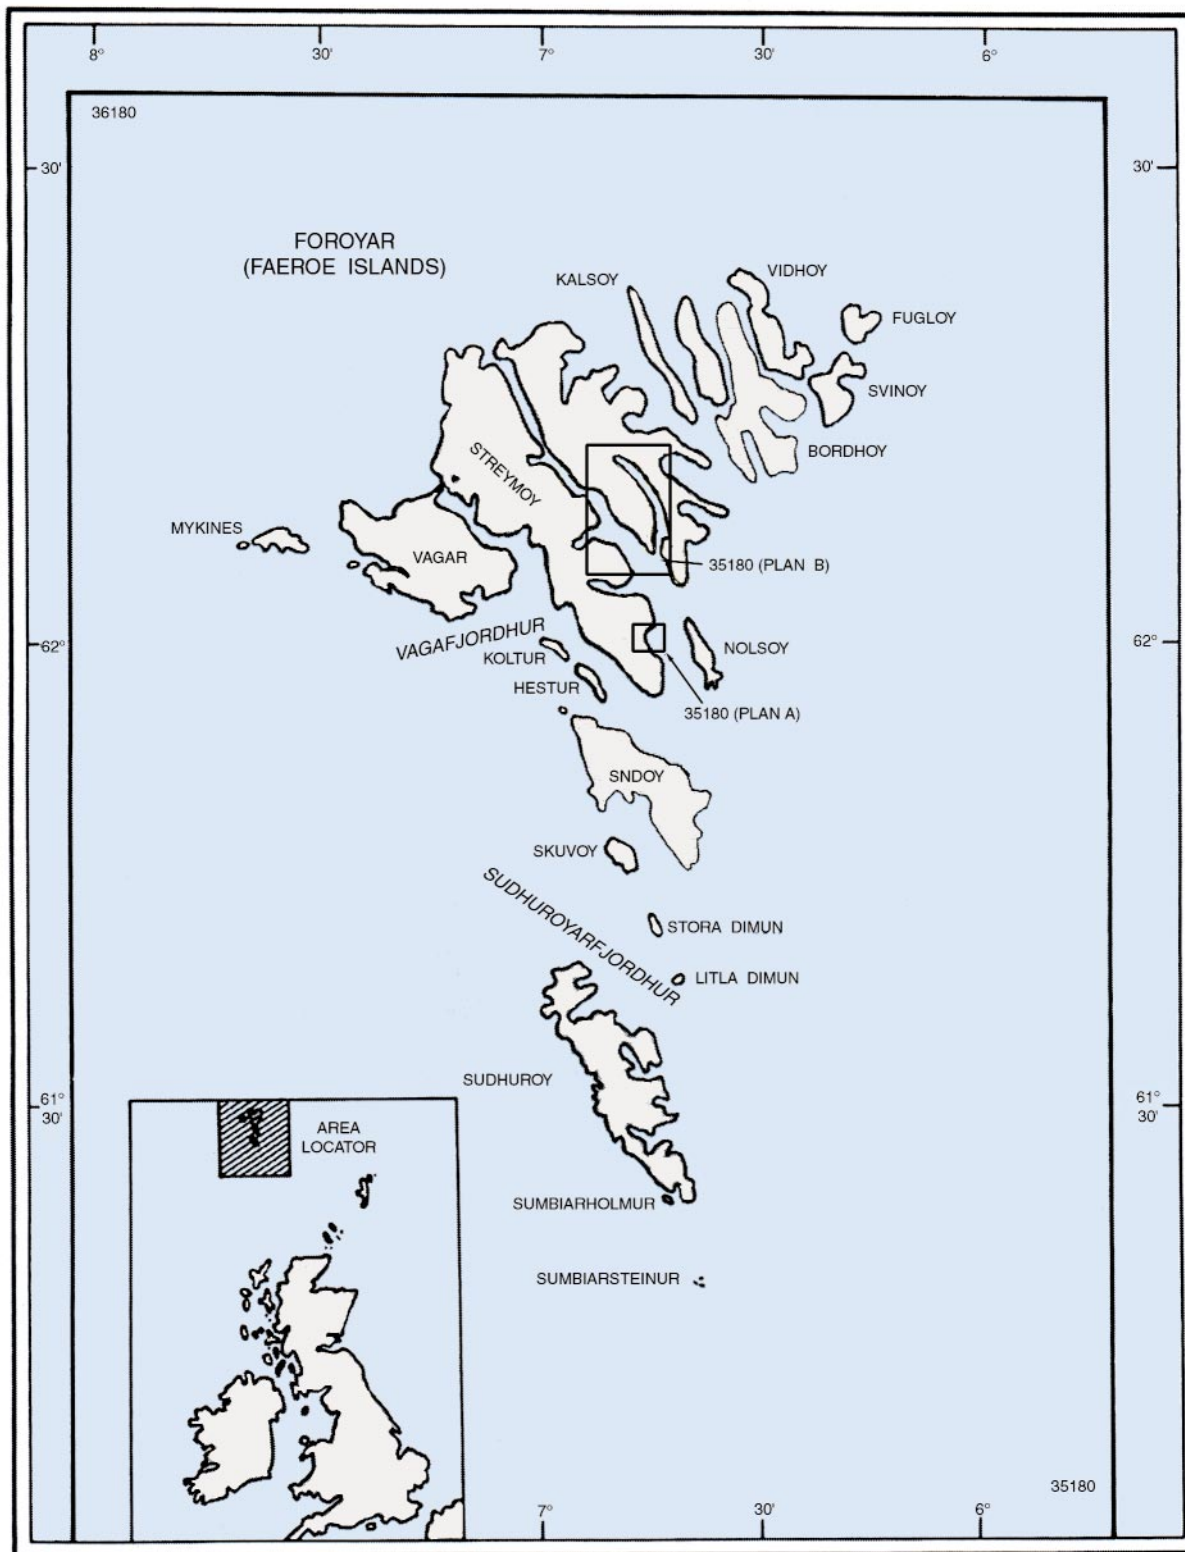 8°
30'
7°
30'
6°
36180
30'
30'
FOROYAR
(FAEROE ISLANDS)
KALSOY
VIDHOY
FUGLOY
SVINOY
BORDHOY
STREYMOY
MYKINES
VAGAR
35180 (PLAN B)
VAGAFJORDHUR
62°
62°
KOLTUR
NOLSOY
HESTUR
35180 (PLAN A)
SNDOY
SKUVOY
SUDHUROYARFJORDHUR
STORA DIMUN
LITLA DIMUN
SUDHUROY
61°
30'
61°
30'
AREA
LOCATOR
SUMBIARHOLMUR
SUMBIARSTEINUR
35180
7°
30'
6°